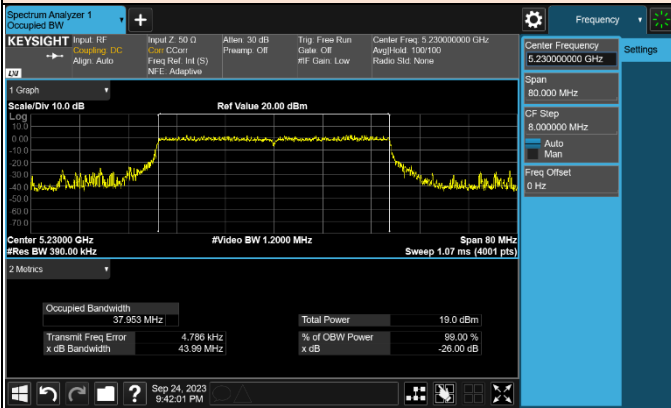 Spectrum Analyzer 1
Occupied BW
+
Frequency
KEYSIGHT
Input: RF
Coupling: DC
Align: Auto
Input Z: 50 Ω
Corr CCorr
Freq Ref: Int (S)
NFE: Adaptive
Atten: 30 dB
Preamp: Off
Trig: Free Run
Gate: Off
#IF Gain: Low
Center Freq: 5.230000000 GHz
Avg|Hold: 100/100
Radio Std: None
LXI
Center Frequency
5.230000000 GHz
Settings
Span
80.000 MHz
CF Step
8.000000 MHz
Auto
Man
Freq Offset
0 Hz
1 Graph
Scale/Div 10.0 dB
Ref Value 20.00 dBm
Log
10.0
0.00
-10.0
-20.0
-30.0
-40.0
-50.0
-60.0
-70.0
Center 5.23000 GHz
#Video BW 1.2000 MHz
Span 80 MHz
#Res BW 390.00 kHz
Sweep 1.07 ms (4001 pts)
2 Metrics
Occupied Bandwidth
37.953 MHz
Total Power
19.0 dBm
Transmit Freq Error
4.786 kHz
% of OBW Power
99.00 %
x dB Bandwidth
43.99 MHz
x dB
-26.00 dB
?
Sep 24, 2023
9:42:01 PM